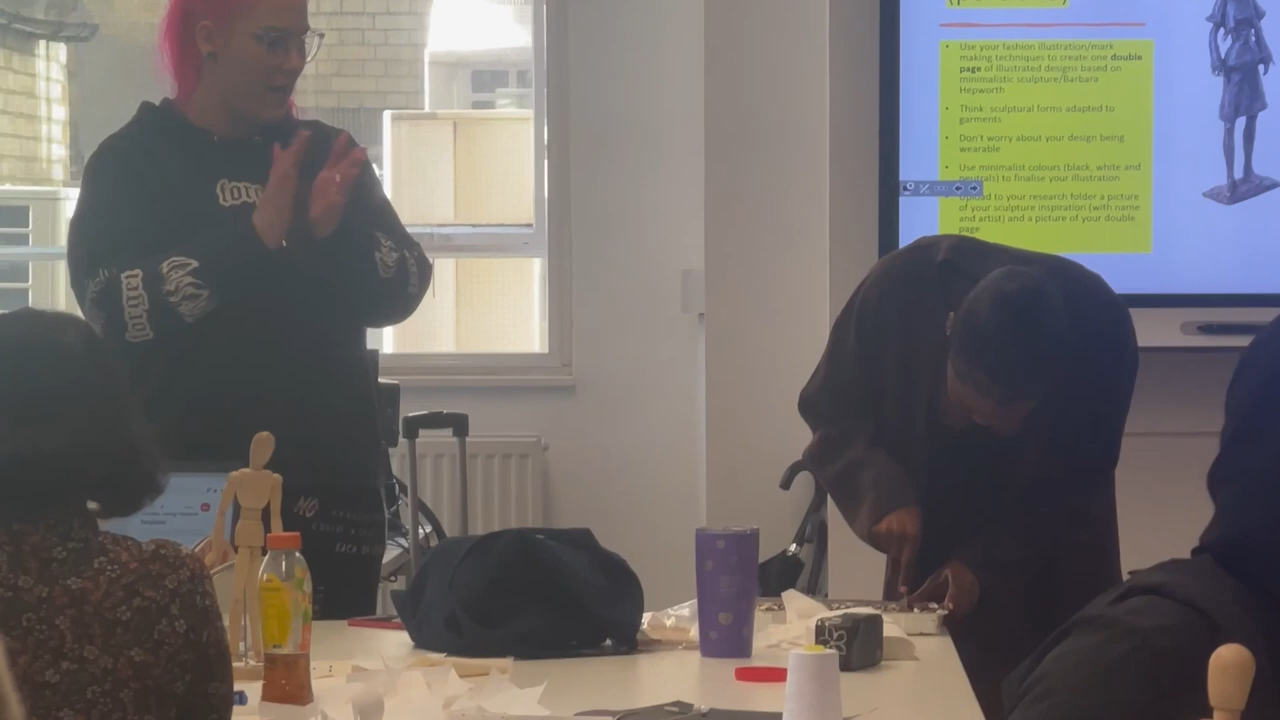 • Use your fashion illustration/mark
making techniques to create one double
page of illustrated designs based on
minimalistic sculpture/Barbara
Hepworth
• Think: sculptural forms adapted to
garments
• Don't worry about your design being
wearable
• Use minimalist colours (black, white and
neutrals) to finalise your illustration
Upload to your research folder a picture
of your sculpture inspiration (with name
and artist) and a picture of your double
page
NO